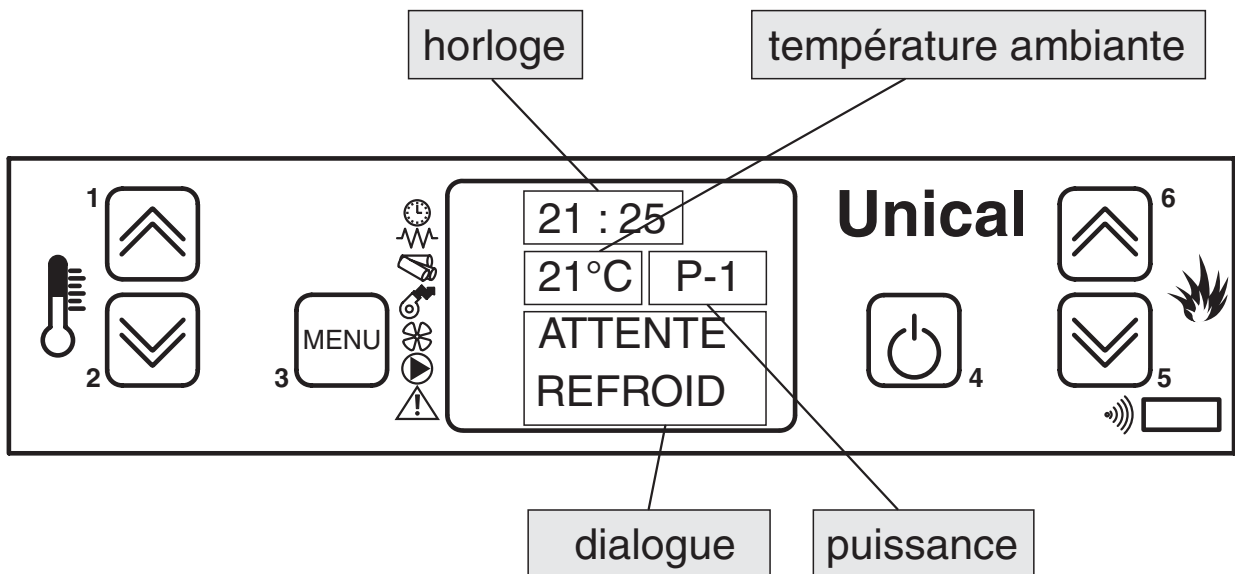 horloge
température ambiante
1
21 : 25
Unical
6
21°C
P-1
MENU
ATTENTE
REFROID
2
3
4
5
dialogue
puissance